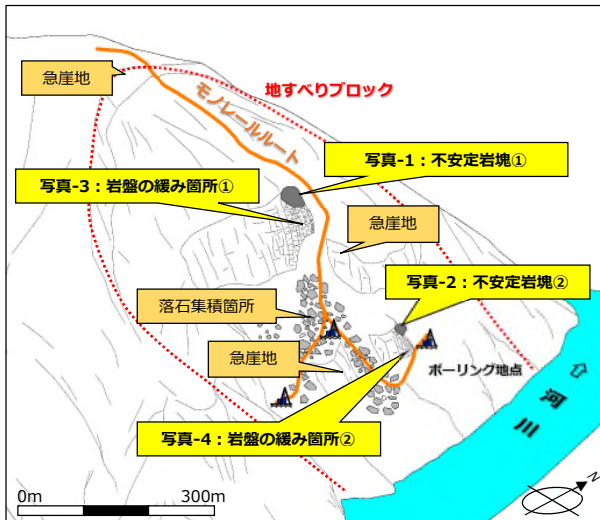 急崖地
地すべりブロック
モノレールルート
写真-1：不安定岩塊①
写真-3：岩盤の緩み箇所①
急崖地
写真-2：不安定岩塊②
落石集積箇所
急崖地
ボーリング地点
河川
写真-4：岩盤の緩み箇所②
0m
300m
N